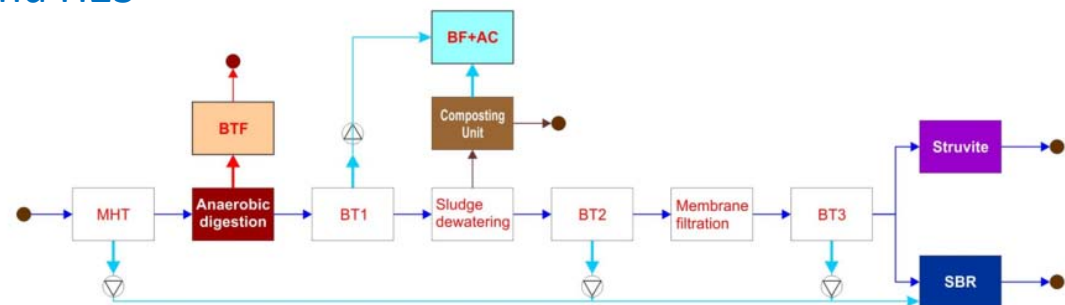 BF+AC
BTF
Composting
Unit
Struvite
MHT
Anaerobic
digestion
BT1
Sludge
dewatering
BT2
Membrane
filtration
BT3
SBR